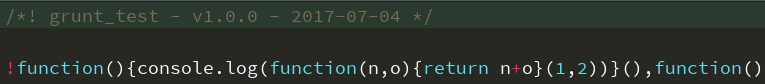 /*! grunt_test - v1.0.0 - 2017-07-04 */
!function(){console.log(function(n,o){return n+o}(1,2))}(),function()